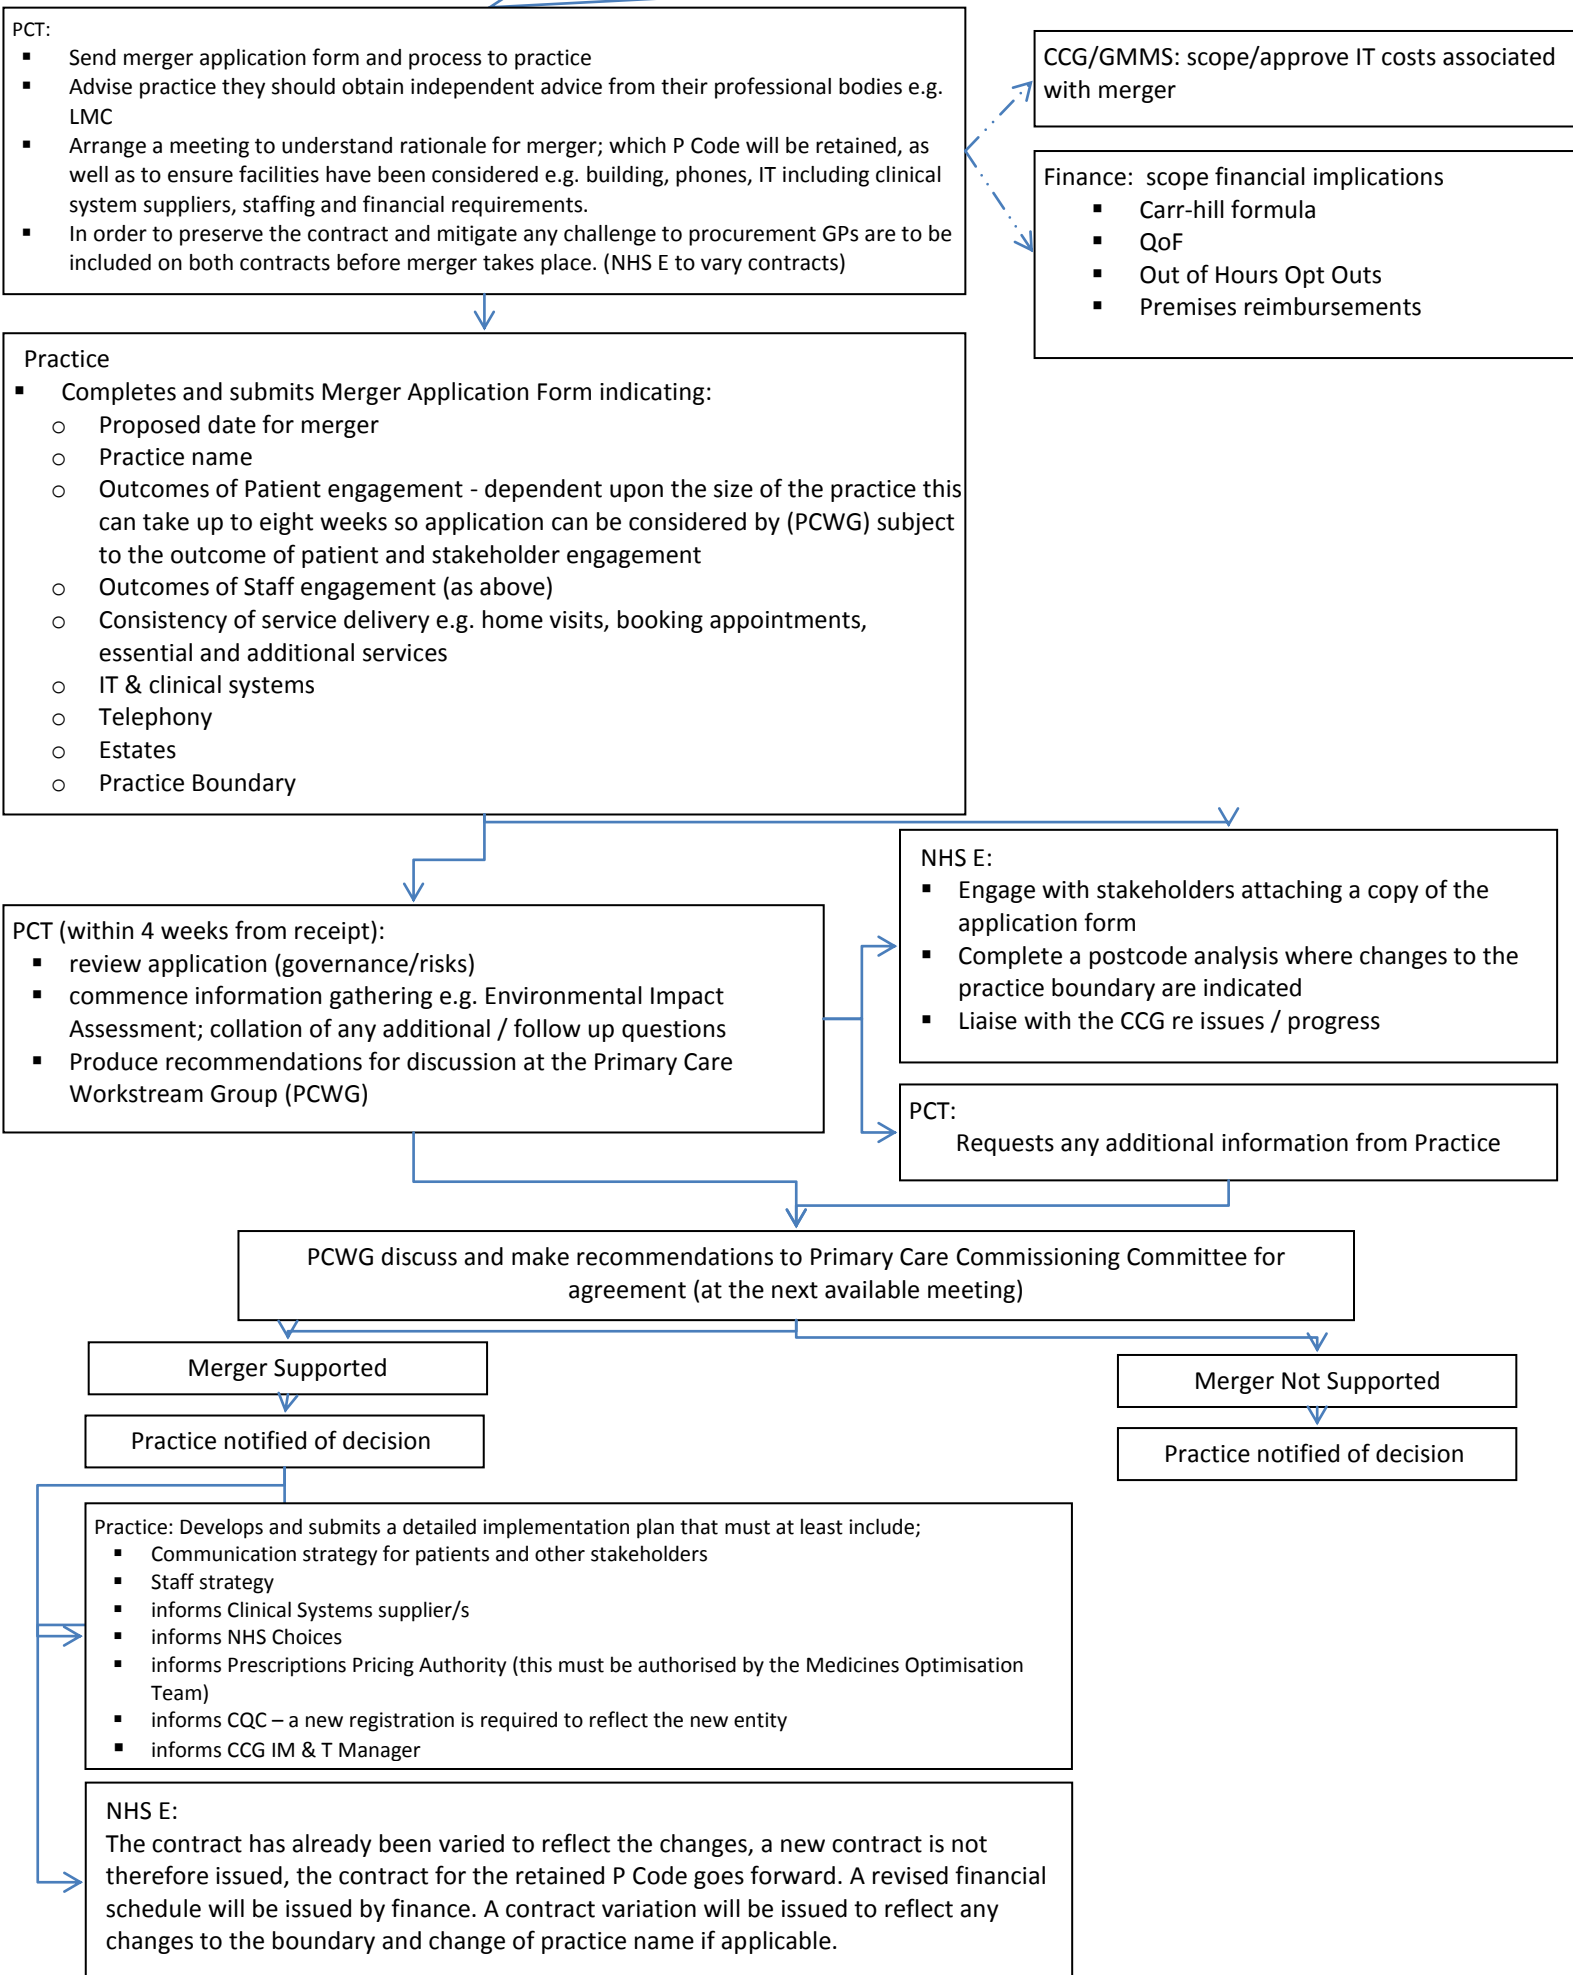 PCT:
▪ Send merger application form and process to practice
▪ Advise practice they should obtain independent advice from their professional bodies e.g.
LMC
▪ Arrange a meeting to understand rationale for merger; which P Code will be retained, as
well as to ensure facilities have been considered e.g. building, phones, IT including clinical
system suppliers, staffing and financial requirements.
▪ In order to preserve the contract and mitigate any challenge to procurement GPs are to be
included on both contracts before merger takes place. (NHS E to vary contracts)
CCG/GMMS: scope/approve IT costs associated
with merger
Finance: scope financial implications
▪ Carr-hill formula
▪ QoF
▪ Out of Hours Opt Outs
▪ Premises reimbursements
Practice
▪ Completes and submits Merger Application Form indicating:
o Proposed date for merger
o Practice name
o Outcomes of Patient engagement - dependent upon the size of the practice this
can take up to eight weeks so application can be considered by (PCWG) subject
to the outcome of patient and stakeholder engagement
o Outcomes of Staff engagement (as above)
o Consistency of service delivery e.g. home visits, booking appointments,
essential and additional services
o IT & clinical systems
o Telephony
o Estates
o Practice Boundary
PCT (within 4 weeks from receipt):
▪ review application (governance/risks)
▪ commence information gathering e.g. Environmental Impact
Assessment; collation of any additional / follow up questions
▪ Produce recommendations for discussion at the Primary Care
Workstream Group (PCWG)
NHS E:
▪ Engage with stakeholders attaching a copy of the
application form
▪ Complete a postcode analysis where changes to the
practice boundary are indicated
▪ Liaise with the CCG re issues / progress
PCT:
Requests any additional information from Practice
PCWG discuss and make recommendations to Primary Care Commissioning Committee for
agreement (at the next available meeting)
Merger Supported
Merger Not Supported
Practice notified of decision
Practice notified of decision
Practice: Develops and submits a detailed implementation plan that must at least include;
▪ Communication strategy for patients and other stakeholders
▪ Staff strategy
▪ informs Clinical Systems supplier/s
▪ informs NHS Choices
▪ informs Prescriptions Pricing Authority (this must be authorised by the Medicines Optimisation
Team)
▪ informs CQC – a new registration is required to reflect the new entity
▪ informs CCG IM & T Manager
NHS E:
The contract has already been varied to reflect the changes, a new contract is not
therefore issued, the contract for the retained P Code goes forward. A revised financial
schedule will be issued by finance. A contract variation will be issued to reflect any
changes to the boundary and change of practice name if applicable.